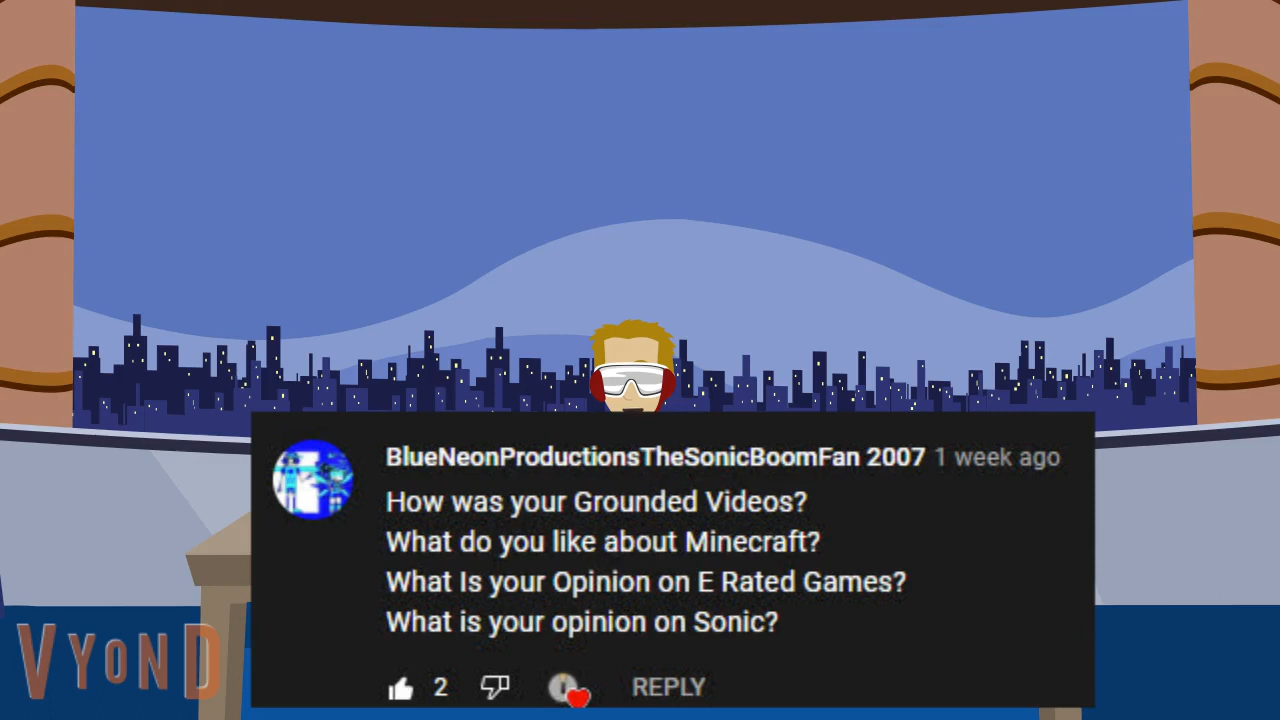 BlueNeonProductionsTheSonicBoomFan 2007 1 week ago
How was your Grounded Videos?
What do you like about Minecraft?
What Is your Opinion on E Rated Games?
What is your opinion on Sonic?
2 REPLY
VYOND